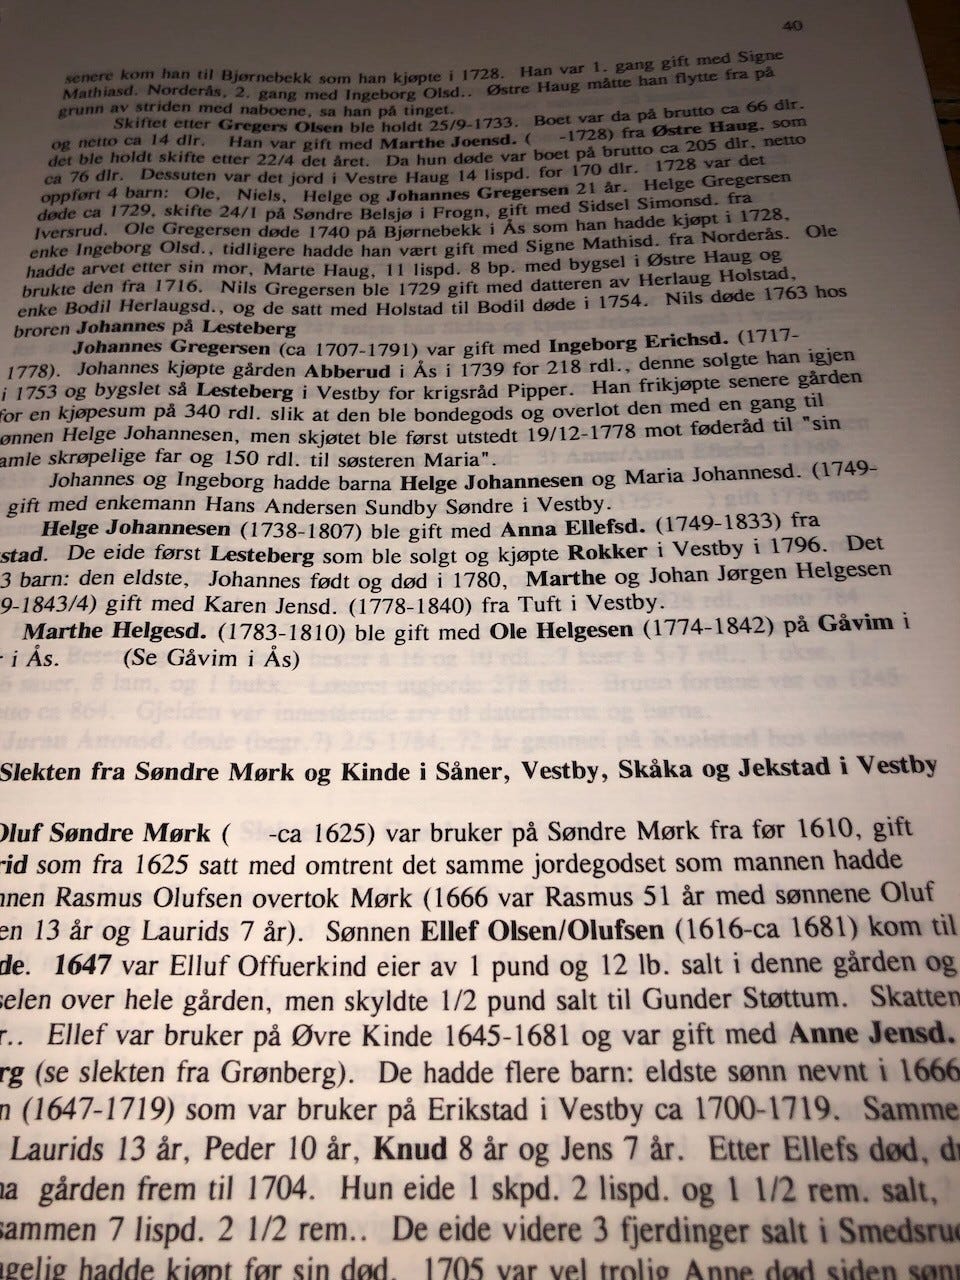 40
senere kom han til Bjørnebekk som han kjøpte i 1728. Han var 1. gang gift med Signe
Mathiasd. Norderås, 2. gang med Ingeborg Olsd.. Østre Haug måtte han flytte fra på
grunn av striden med naboene, sa han på tinget.
Skiftet etter Gregers Olsen ble holdt 25/9-1733. Boet var da på brutto ca 66 dlr.
og netto ca 14 dlr. Han var gift med Marthe Joensd. ( -1728) fra Østre Haug, som
det ble holdt skifte etter 22/4 det året. Da hun døde var boet på brutto ca 205 dlr, netto
ca 76 dlr. Dessuten var det jord i Vestre Haug 14 lispd. for 170 dlr. 1728 var det
oppført 4 barn: Ole, Niels, Helge og Johannes Gregersen 21 år. Helge Gregersen
døde ca 1729, skifte 24/1 på Søndre Belsjø i Frogn, gift med Sidsel Simonsd. fra
Iversrud. Ole Gregersen døde 1740 på Bjørnebekk i Ås som han hadde kjøpt i 1728,
enke Ingeborg Olsd., tidligere hadde han vært gift med Signe Mathisd. fra Norderås. Ole
hadde arvet etter sin mor, Marte Haug, 11 lispd. 8 bp. med bygsel i Østre Haug og
brukte den fra 1716. Nils Gregersen ble 1729 gift med datteren av Herlaug Holstad,
enke Bodil Herlaugsd., og de satt med Holstad til Bodil døde i 1754. Nils døde 1763 hos
broren Johannes på Lesteberg
Johannes Gregersen (ca 1707-1791) var gift med Ingeborg Erichsd. (1717-
1778). Johannes kjøpte gården Abberud i Ås i 1739 for 218 rdl., denne solgte han igjen
i 1753 og bygslet så Lesteberg i Vestby for krigsråd Pipper. Han frikjøpte senere gården
for en kjøpesum på 340 rdl. slik at den ble bondegods og overlot den med en gang til
ønnen Helge Johannesen, men skjøtet ble først utstedt 19/12-1778 mot føderåd til "sin
amle skrøpelige far og 150 rdl. til søsteren Maria".
Johannes og Ingeborg hadde barna Helge Johannesen og Maria Johannesd. (1749-
gift med enkemann Hans Andersen Sundby Søndre i Vestby.
Helge Johannesen (1738-1807) ble gift med Anna Ellefsd. (1749-1833) fra
stad. De eide først Lesteberg som ble solgt og kjøpte Rokker i Vestby i 1796. Det
3 barn: den eldste, Johannes født og død i 1780, Marthe og Johan Jørgen Helgesen
9-1843/4) gift med Karen Jensd. (1778-1840) fra Tuft i Vestby.
Marthe Helgesd. (1783-1810) ble gift med Ole Helgesen (1774-1842) på Gåvim i
i Ås. (Se Gåvim i Ås)
Slekten fra Søndre Mørk og Kinde i Såner, Vestby, Skåka og Jekstad i Vestby
Oluf Søndre Mørk ( -ca 1625) var bruker på Søndre Mørk fra før 1610, gift
rid som fra 1625 satt med omtrent det samme jordegodset som mannen hadde
nnen Rasmus Olufsen overtok Mørk (1666 var Rasmus 51 år med sønnene Oluf
en 13 år og Laurids 7 år). Sønnen Ellef Olsen/Olufsen (1616-ca 1681) kom til
de. 1647 var Elluf Offuerkind eier av 1 pund og 12 lb. salt i denne gården og
selen over hele gården, men skyldte 1/2 pund salt til Gunder Støttum. Skatten
r.. Ellef var bruker på Øvre Kinde 1645-1681 og var gift med Anne Jensd.
rg (se slekten fra Grønberg). De hadde flere barn: eldste sønn nevnt i 1666
n (1647-1719) som var bruker på Erikstad i Vestby ca 1700-1719. Samme
Laurids 13 år, Peder 10 år, Knud 8 år og Jens 7 år. Etter Ellefs død, d
na gården frem til 1704. Hun eide 1 skpd. 2 lispd. og 1 1/2 rem. salt,
sammen 7 lispd. 2 1/2 rem.. De eide videre 3 fjerdinger salt i Smedsrud
ngelig hadde kjøpt før sin død. 1705 var vel trolig Anne død siden søn